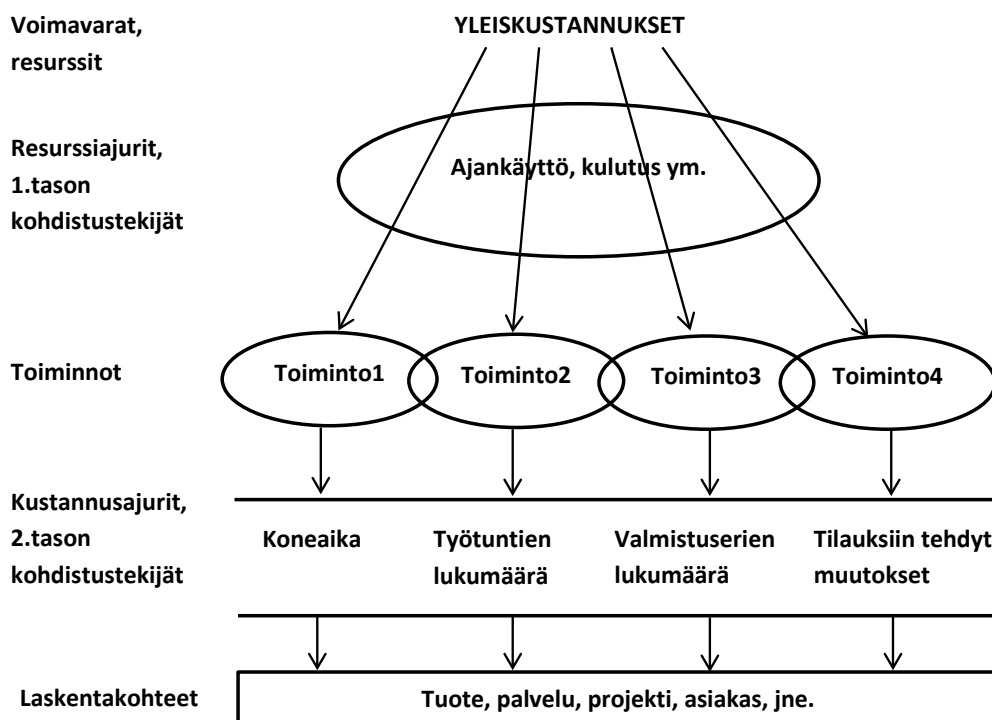 Voimavarat,
resurssit
YLEISKUSTANNUKSET
Resurssiajurit,
1.tason
kohdistustekijät
Ajankäyttö, kulutus ym.
Toiminnot
Toiminto1
Toiminto2
Toiminto3
Toiminto4
Kustannusajurit,
2.tason
kohdistustekijät
Koneaika
Työtuntien
lukumäärä
Valmistuserien
lukumäärä
Tilauksiin tehdyt
muutokset
Laskentakohteet
Tuote, palvelu, projekti, asiakas, jne.